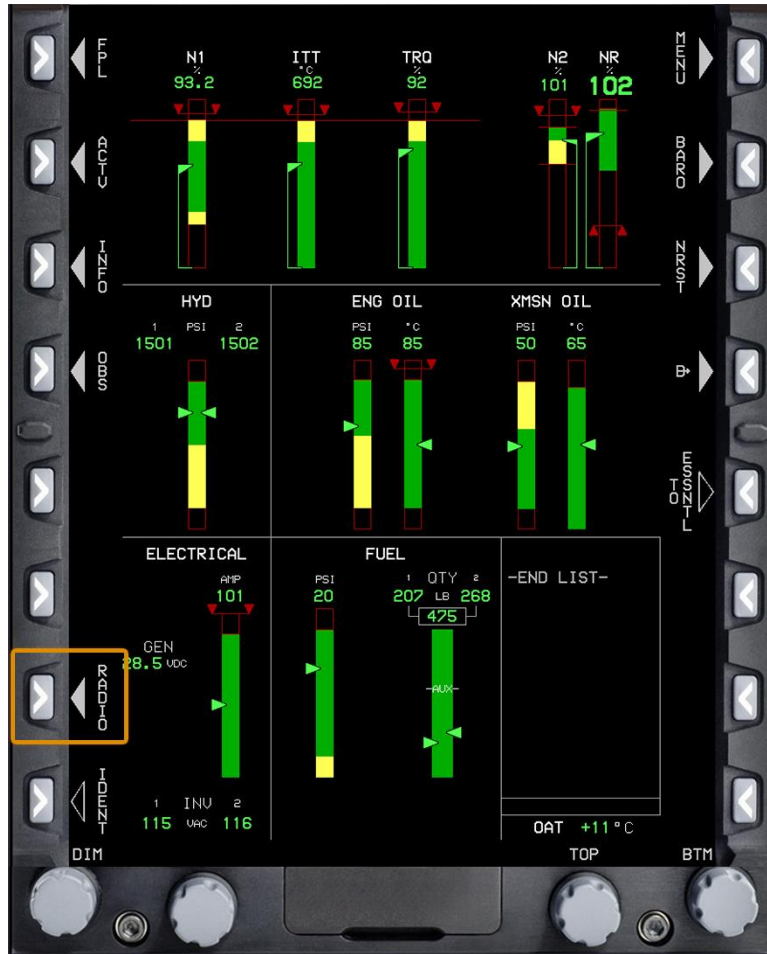 FPL
ACTV
INFO
OBS
RADIO
IDENT
MENU
BARO
NRST
B→
ESSNTL
TO
N1
%
93.2
ITT
°C
692
TRQ
%
92
N2
%
101
NR
%
102
HYD
1 PSI 2
1501 1502
ENG OIL
PSI °C
85 85
XMSN OIL
PSI °C
50 65
ELECTRICAL
AMP
101
GEN
28.5 VDC
1 INV 2
115 VAC 116
FUEL
PSI
20
1 QTY 2
207 LB 268
475
-AUX-
-END LIST-
OAT +11°C
DIM
TOP
BTM